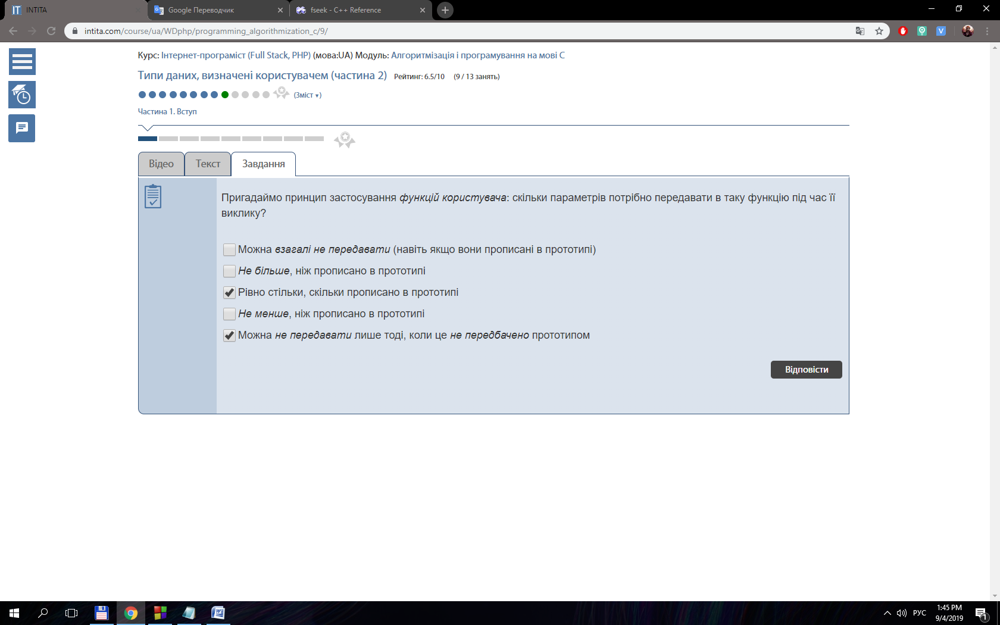 INTITA
Google Переводчик
fseek - C++ Reference
intita.com/course/ua/WDphp/programming_algorithmization_c/9/
Курс: Інтернет-програміст (Full Stack, PHP) (мова:UA) Модуль: Алгоритмізація і програмування на мові C
Типи даних, визначені користувачем (частина 2) Рейтинг: 6.5/10 (9 / 13 занять)
(Зміст ▼)
Частина 1. Вступ
Відео
Текст
Завдання
Пригадаймо принцип застосування функцій користувача: скільки параметрів потрібно передавати в таку функцію під час її
виклику?
Можна взагалі не передавати (навіть якщо вони прописані в прототипі)
Не більше, ніж прописано в прототипі
Рівно стільки, скільки прописано в прототипі
Не менше, ніж прописано в прототипі
Можна не передавати лише тоді, коли це не передбачено прототипом
Відповісти
РУС
1:45 PM
9/4/2019
1